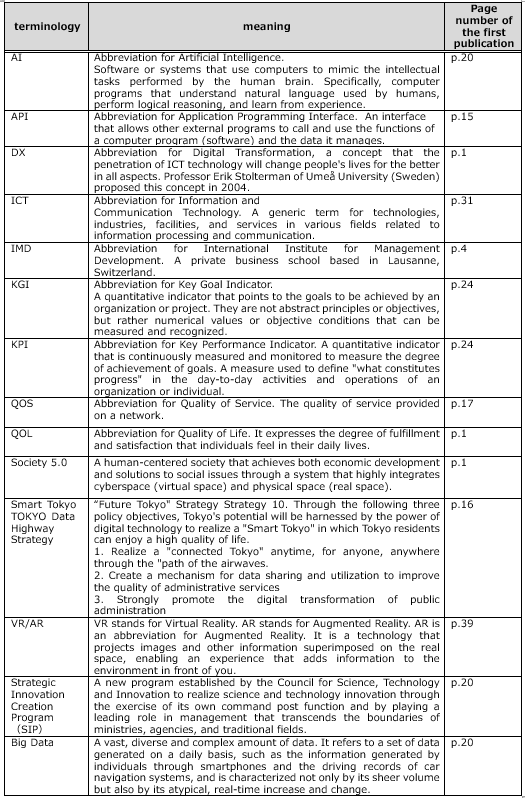 terminology
meaning
Page
number of
the first
publication
AI
Abbreviation for Artificial Intelligence.
Software or systems that use computers to mimic the intellectual
tasks performed by the human brain. Specifically, computer
programs that understand natural language used by humans,
perform logical reasoning, and learn from experience.
p.20
API
Abbreviation for Application Programming Interface. An interface
that allows other external programs to call and use the functions of
a computer program (software) and the data it manages.
p.15
DX
Abbreviation for Digital Transformation, a concept that the
penetration of ICT technology will change people's lives for the better
in all aspects. Professor Erik Stolterman of Umeå University (Sweden)
proposed this concept in 2004.
p.1
ICT
Abbreviation for Information and
Communication Technology. A generic term for technologies,
industries, facilities, and services in various fields related to
information processing and communication.
p.31
IMD
Abbreviation for International Institute for Management
Development. A private business school based in Lausanne,
Switzerland.
p.4
KGI
Abbreviation for Key Goal Indicator.
A quantitative indicator that points to the goals to be achieved by an
organization or project. They are not abstract principles or objectives,
but rather numerical values or objective conditions that can be
measured and recognized.
p.24
KPI
Abbreviation for Key Performance Indicator. A quantitative indicator
that is continuously measured and monitored to measure the degree
of achievement of goals. A measure used to define "what constitutes
progress" in the day-to-day activities and operations of an
organization or individual.
p.24
QOS
Abbreviation for Quality of Service. The quality of service provided
on a network.
p.17
QOL
Abbreviation for Quality of Life. It expresses the degree of fulfillment
and satisfaction that individuals feel in their daily lives.
p.1
Society 5.0
A human-centered society that achieves both economic development
and solutions to social issues through a system that highly integrates
cyberspace (virtual space) and physical space (real space).
p.1
Smart Tokyo
TOKYO Data
Highway
Strategy
“Future Tokyo" Strategy Strategy 10. Through the following three
policy objectives, Tokyo's potential will be harnessed by the power of
digital technology to realize a "Smart Tokyo" in which Tokyo residents
can enjoy a high quality of life.
1. Realize a "connected Tokyo" anytime, for anyone, anywhere
through the "path of the airwaves.
2. Create a mechanism for data sharing and utilization to improve
the quality of administrative services
3. Strongly promote the digital transformation of public
administration
p.16
VR/AR
VR stands for Virtual Reality. AR stands for Augmented Reality. AR is
an abbreviation for Augmented Reality. It is a technology that
projects images and other information superimposed on the real
space, enabling an experience that adds information to the
environment in front of you.
p.39
Strategic
Innovation
Creation
Program
（SIP）
A new program established by the Council for Science, Technology
and Innovation to realize science and technology innovation through
the exercise of its own command post function and by playing a
leading role in management that transcends the boundaries of
ministries, agencies, and traditional fields.
p.20
Big Data
A vast, diverse and complex amount of data. It refers to a set of data
generated on a daily basis, such as the information generated by
individuals through smartphones and the driving records of car
navigation systems, and is characterized not only by its sheer volume
but also by its atypical, real-time increase and change.
p.20